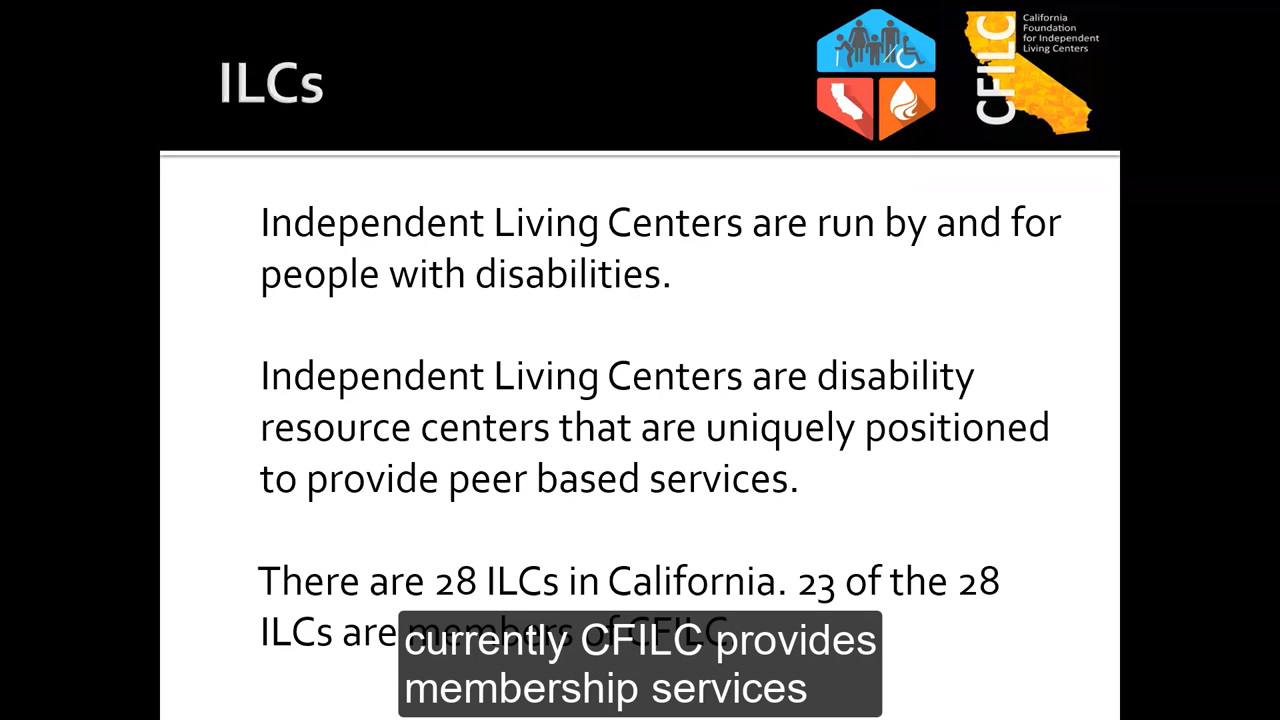 ILCs
CFILC
California
Foundation
for Independent
Living Centers
Independent Living Centers are run by and for
people with disabilities.
Independent Living Centers are disability
resource centers that are uniquely positioned
to provide peer based services.
There are 28 ILCs in California. 23 of the 28
ILCs are members of CFILC
currently CFILC provides
membership services